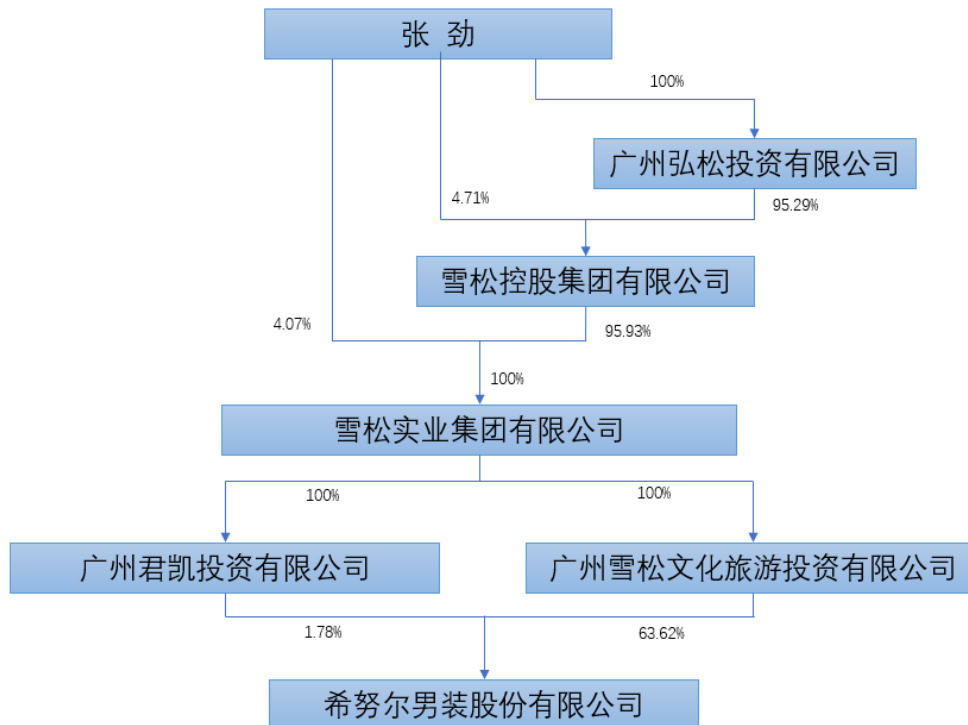 张 劲
100%
广州弘松投资有限公司
4.71%
95.29%
雪松控股集团有限公司
4.07%
95.93%
100%
雪松实业集团有限公司
100%
100%
广州君凯投资有限公司
广州雪松文化旅游投资有限公司
1.78%
63.62%
希努尔男装股份有限公司